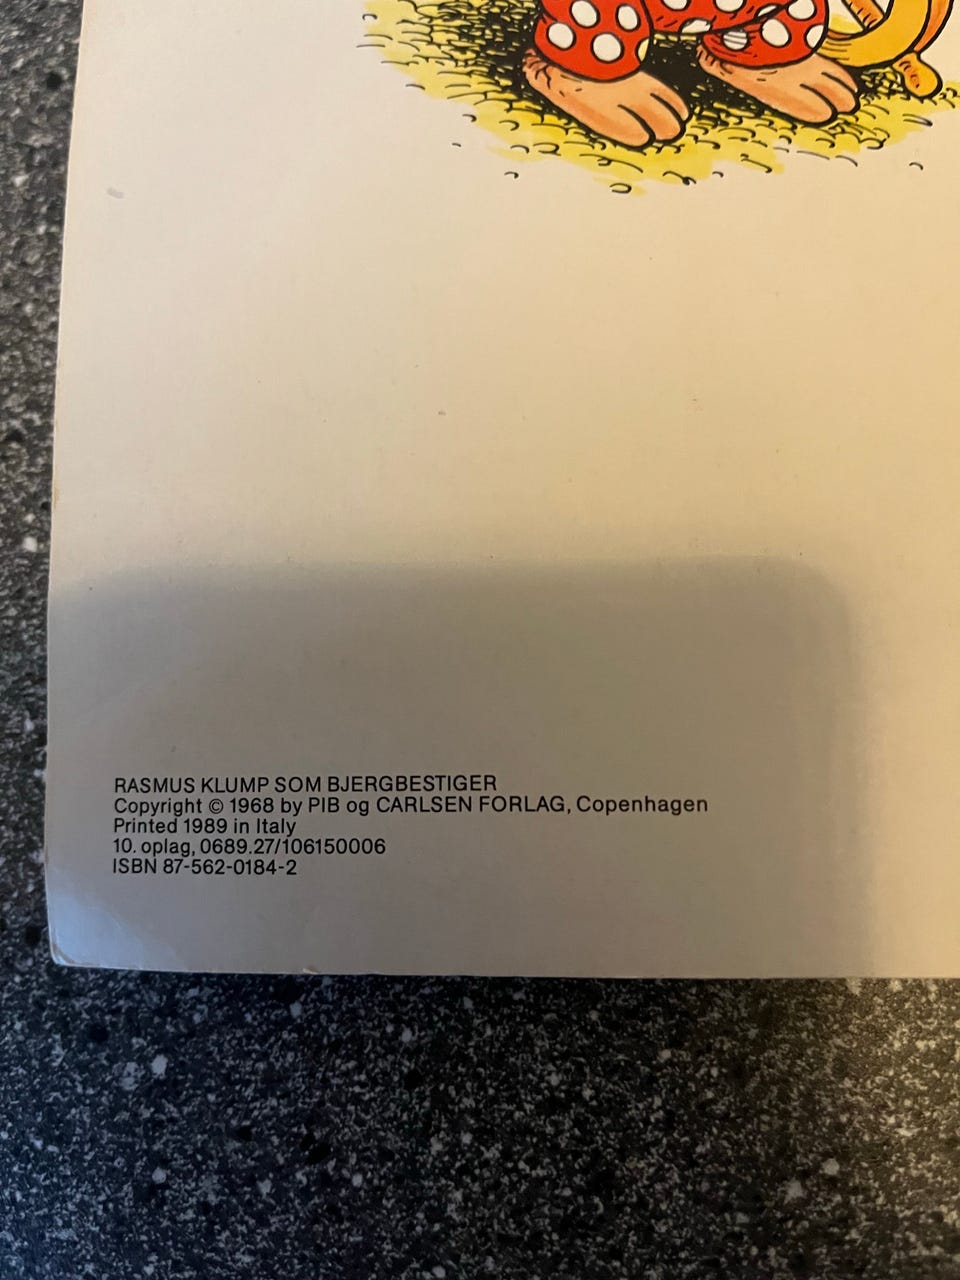 RASMUS KLUMP SOM BJERGBESTIGER
Copyright © 1968 by PIB og CARLSEN FORLAG, Copenhagen
Printed 1989 in Italy
10. oplag, 0689.27/106150006
ISBN 87-562-0184-2